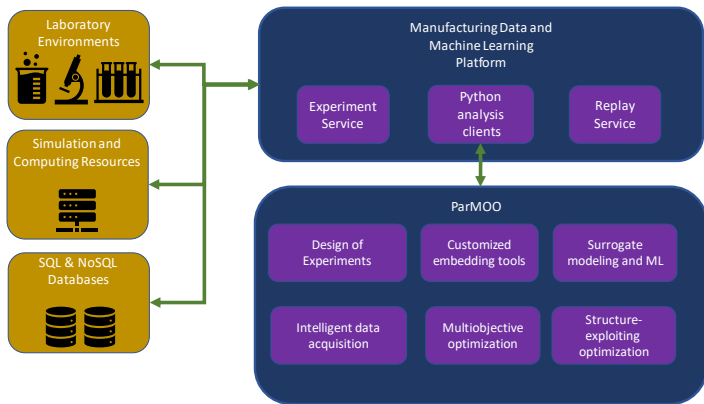 Laboratory
Environments
Simulation and
Computing Resources
SQL & NoSQL
Databases
Manufacturing Data and
Machine Learning
Platform
Experiment
Service
Python
analysis
clients
Replay
Service
ParMOO
Design of
Experiments
Customized
embedding tools
Surrogate
modeling and ML
Intelligent data
acquisition
Multiobjective
optimization
Structure-
exploiting
optimization